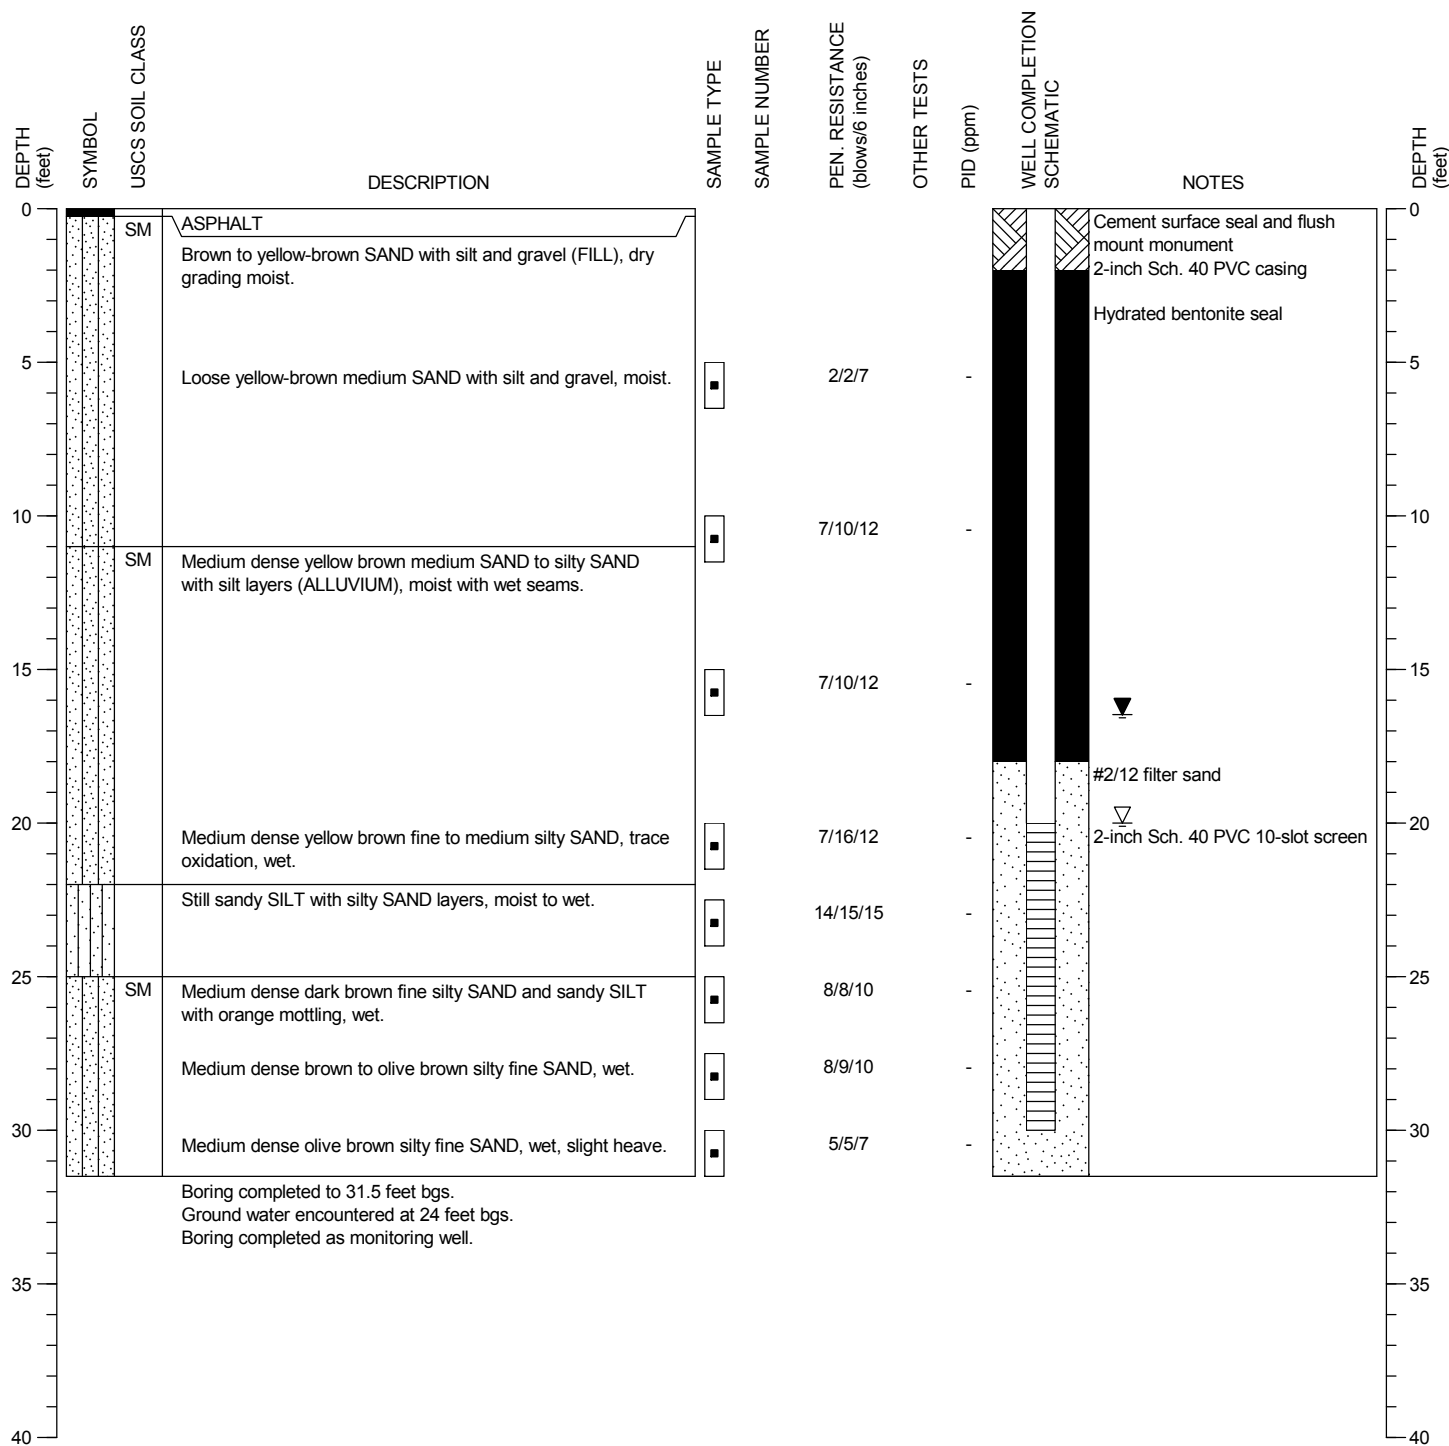 DEPTH
(feet)
SYMBOL
USCS SOIL CLASS
DESCRIPTION
SAMPLE TYPE
SAMPLE NUMBER
PEN. RESISTANCE
(blows/6 inches)
OTHER TESTS
PID (ppm)
WELL COMPLETION
SCHEMATIC
NOTES
DEPTH
(feet)
0
SM
ASPHALT
Brown to yellow-brown SAND with silt and gravel (FILL), dry
grading moist.
Cement surface seal and flush
mount monument
2-inch Sch. 40 PVC casing
Hydrated bentonite seal
0
5
Loose yellow-brown medium SAND with silt and gravel, moist.
2/2/7
-
5
10
7/10/12
-
10
SM
Medium dense yellow brown medium SAND to silty SAND
with silt layers (ALLUVIUM), moist with wet seams.
15
7/10/12
-
15
#2/12 filter sand
20
Medium dense yellow brown fine to medium silty SAND, trace
oxidation, wet.
7/16/12
-
2-inch Sch. 40 PVC 10-slot screen
20
Still sandy SILT with silty SAND layers, moist to wet.
14/15/15
-
25
SM
Medium dense dark brown fine silty SAND and sandy SILT
with orange mottling, wet.
8/8/10
-
25
Medium dense brown to olive brown silty fine SAND, wet.
8/9/10
-
30
Medium dense olive brown silty fine SAND, wet, slight heave.
5/5/7
-
30
Boring completed to 31.5 feet bgs.
Ground water encountered at 24 feet bgs.
Boring completed as monitoring well.
35
35
40
40